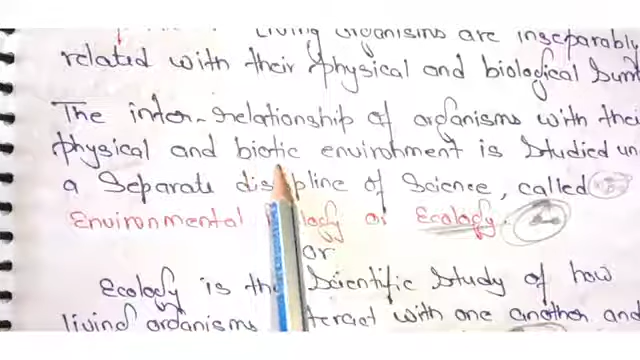 living organisms are inseparably
related with their physical and biological
The inter-relationship of organisms with their
physical and biotic environment is studied un
a separate discipline of Science, called
Environmental or Ecology.
or
Ecology is the Scientific study of how
living organisms interact with one another and